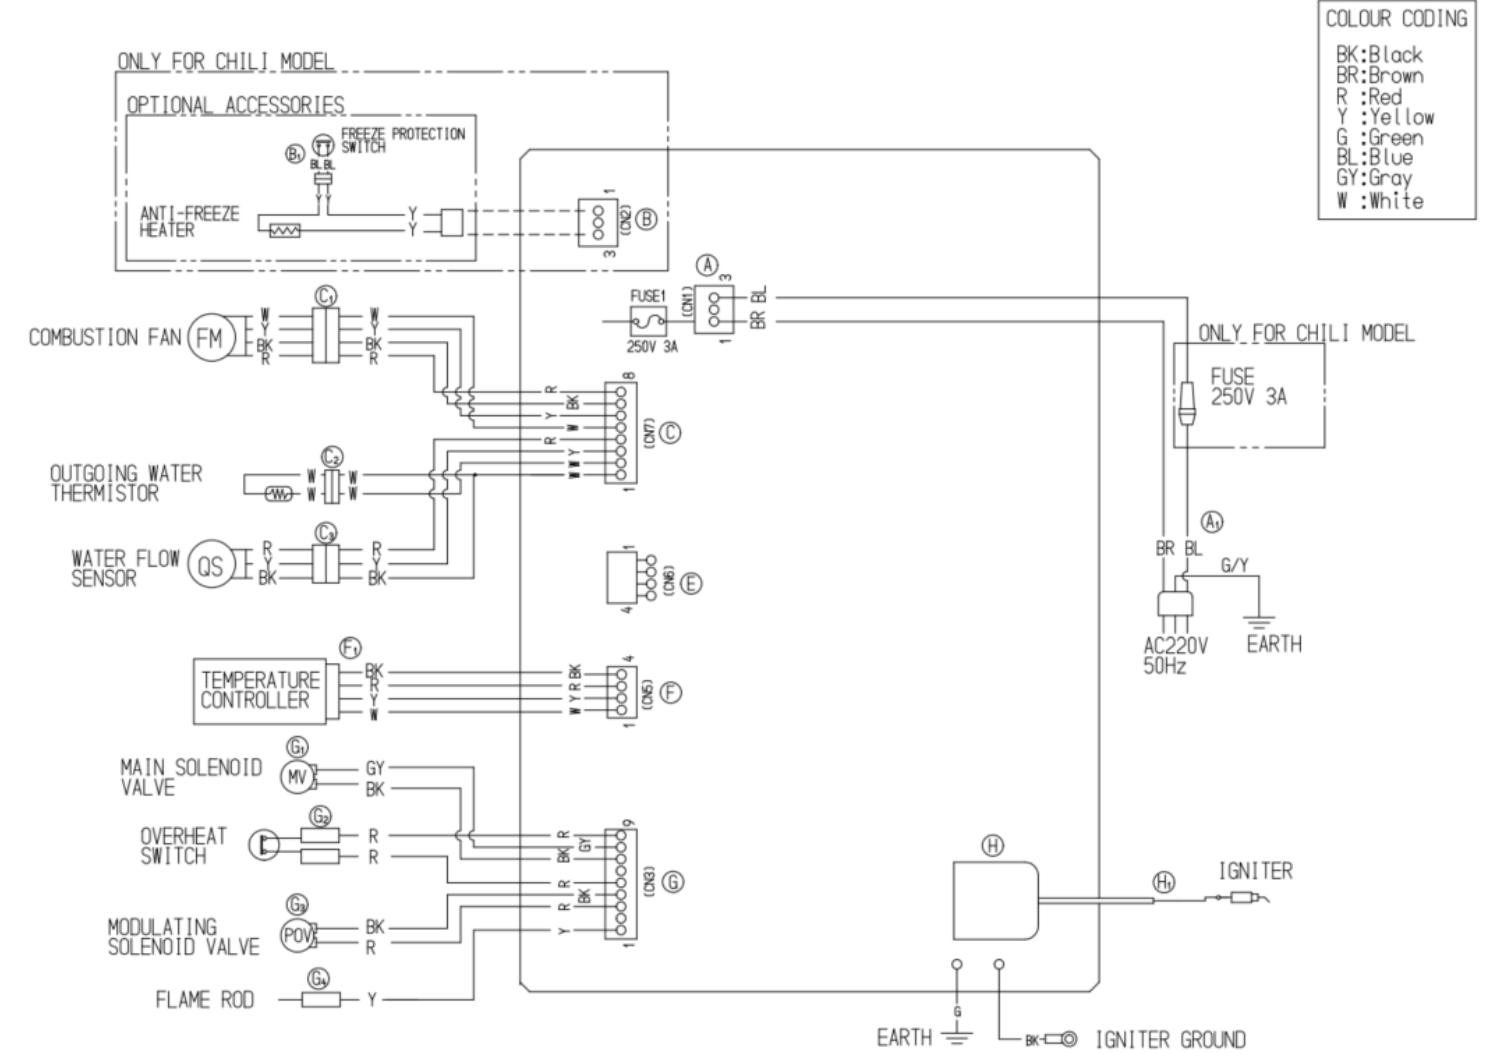 COLOUR CODING
BK:Black
BR:Brown
R :Red
Y :Yellow
G :Green
BL:Blue
GY:Gray
W :White
ONLY FOR CHILI MODEL
OPTIONAL ACCESSORIES
FREEZE PROTECTION
SWITCH
B1
BL BL
Y Y
ANTI-FREEZE
HEATER
Y
Y
1
(CN2)
B
3
A
3
FUSE1
(CN1)
BL
BR
250V 3A
1
ONLY FOR CHILI MODEL
FUSE
250V 3A
C1
COMBUSTION FAN
FM
W W
Y Y
BK BK
R R
8
R
BK
Y
W
R
Y
W
W
(CN7)
C
1
OUTGOING WATER
THERMISTOR
C2
W W
W W
C3
WATER FLOW
SENSOR
QS
R R
Y Y
BK BK
1
(CN6)
E
4
A1
BR BL
G/Y
EARTH
AC220V
50Hz
F1
TEMPERATURE
CONTROLLER
BK BK
R R
Y Y
W W
4
(CN5)
F
1
G1
MAIN SOLENOID
VALVE
MV
GY
BK
G2
OVERHEAT
SWITCH
R
R
9
R
GY
BK
R
BK
R
Y
(CN3)
G
1
G3
MODULATING
SOLENOID VALVE
POV
BK
R
G4
FLAME ROD
Y
H
H1
IGNITER
G
EARTH
BK
IGNITER GROUND